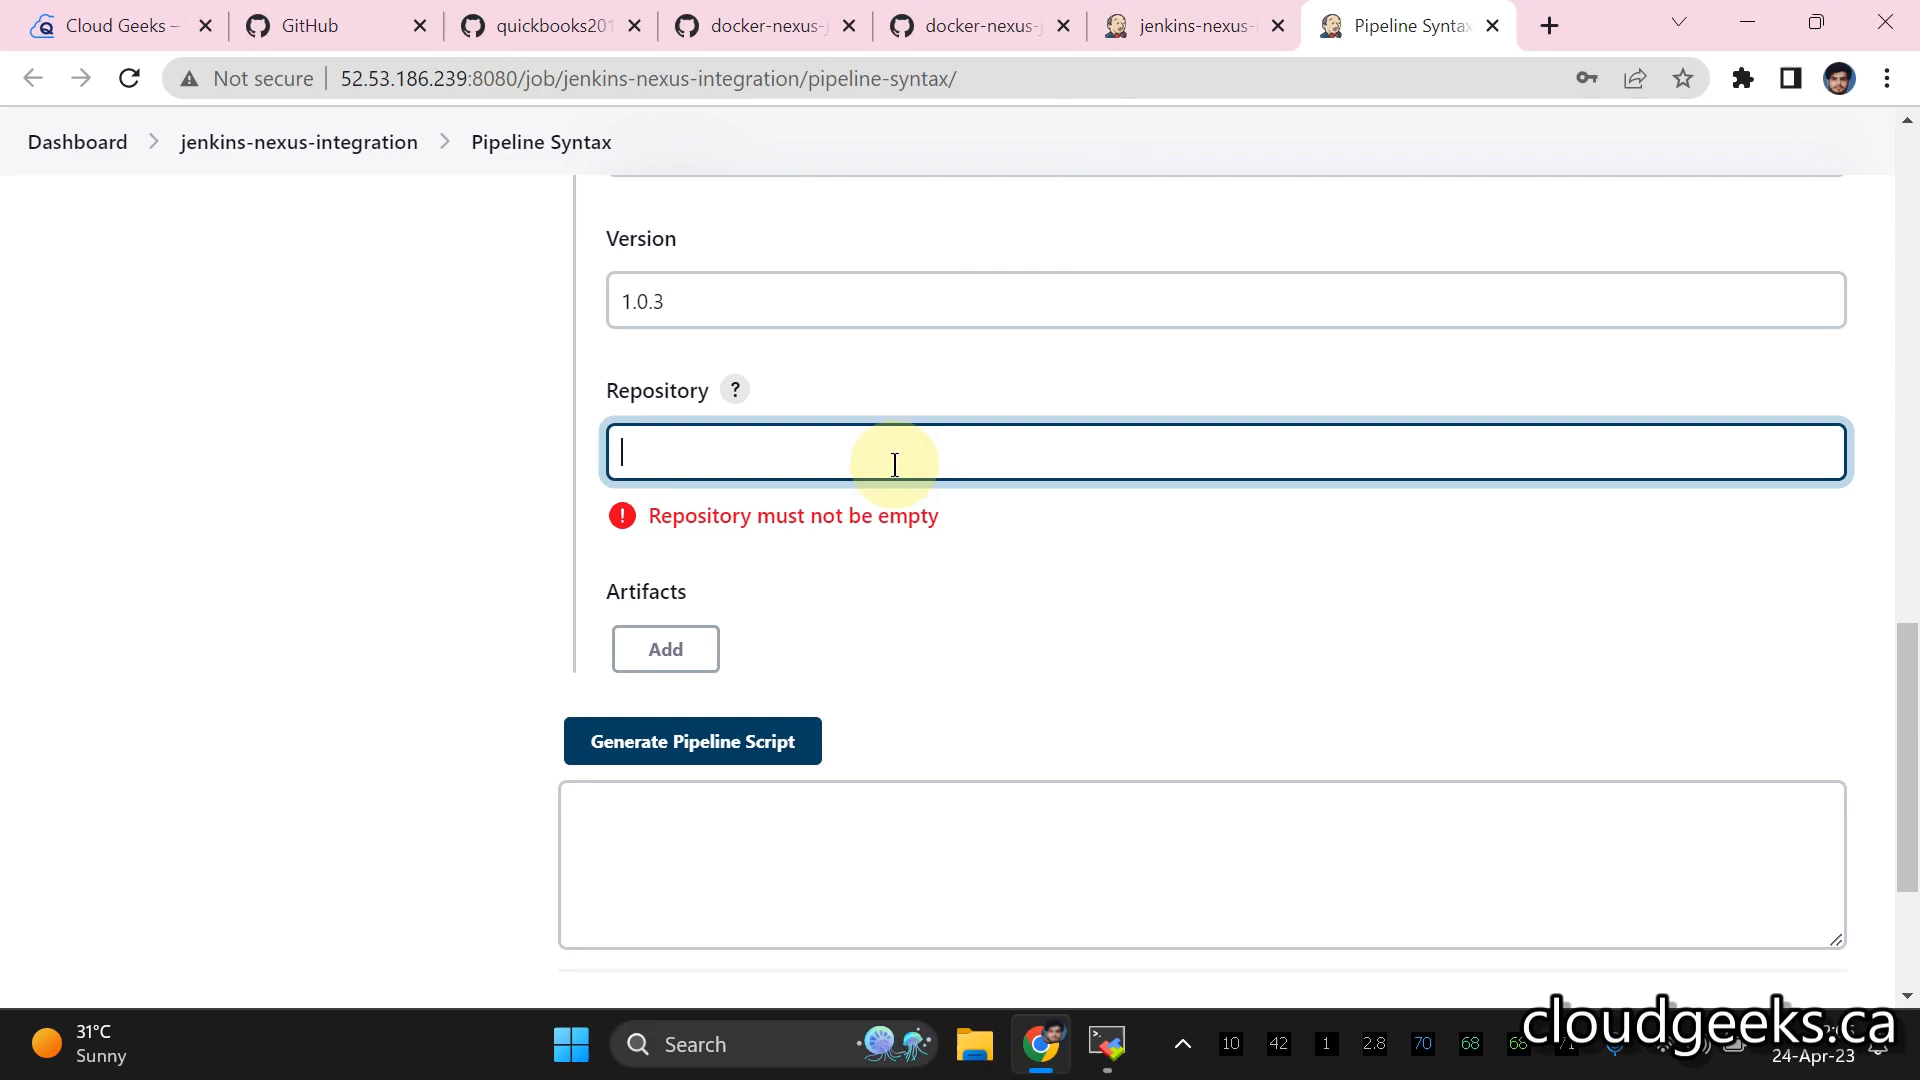 Cloud Geeks –
GitHub
quickbooks201
docker-nexus-j
docker-nexus-j
jenkins-nexus-i
Pipeline Syntax
Not secure
52.53.186.239:8080/job/jenkins-nexus-integration/pipeline-syntax/
Dashboard
jenkins-nexus-integration
Pipeline Syntax
Version
1.0.3
Repository ?
Repository must not be empty
Artifacts
Add
Generate Pipeline Script
31°C
Sunny
Search
10
42
1
2.8
70
68
68
71
24-Apr-23
cloudgeeks.ca